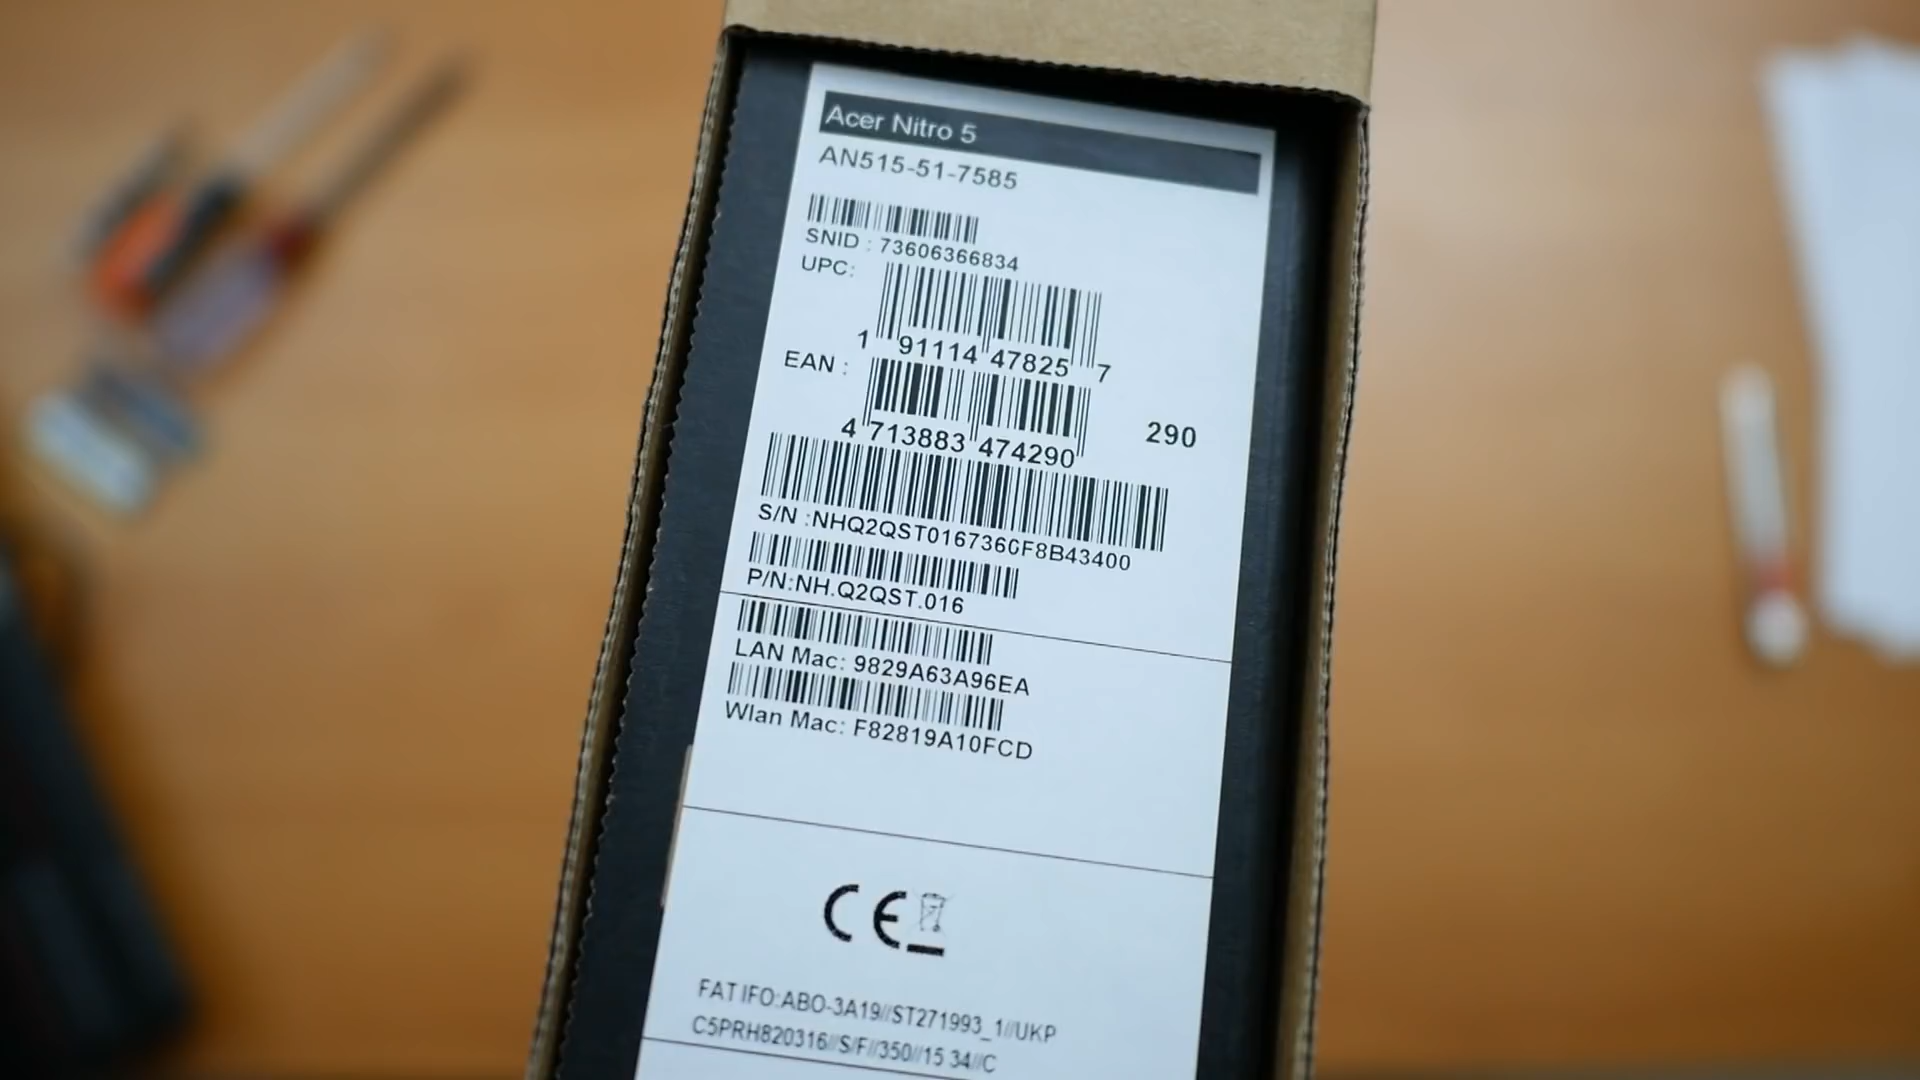 Acer Nitro 5
AN515-51-7585
SNID : 73606366834
UPC:
1 91114 47825 7
EAN :
4 713883 474290
290
S/N :NHQ2QST0167360F8B43400
P/N:NH.Q2QST.016
LAN Mac: 9829A63A96EA
Wlan Mac: F82819A10FCD
CE
FAT IFO:ABO-3A19//ST271993_1//UKP
C5PRH820316//S/F//350//15 34//C